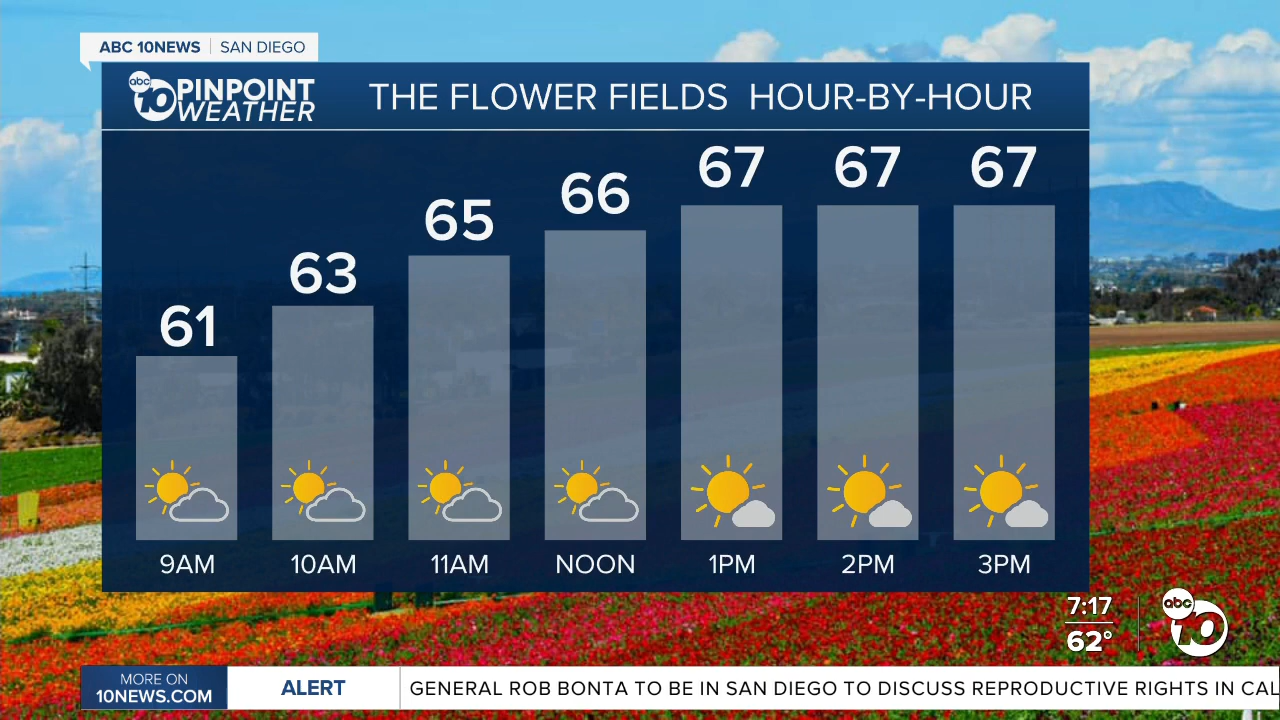 ABC 10NEWS | SAN DIEGO
abc 10 PINPOINT WEATHER
THE FLOWER FIELDS HOUR-BY-HOUR
61 63 65 66 67 67 67
9AM 10AM 11AM NOON 1PM 2PM 3PM
7:17
62°
abc 10
MORE ON
10NEWS.COM
ALERT
GENERAL ROB BONTA TO BE IN SAN DIEGO TO DISCUSS REPRODUCTIVE RIGHTS IN CAL